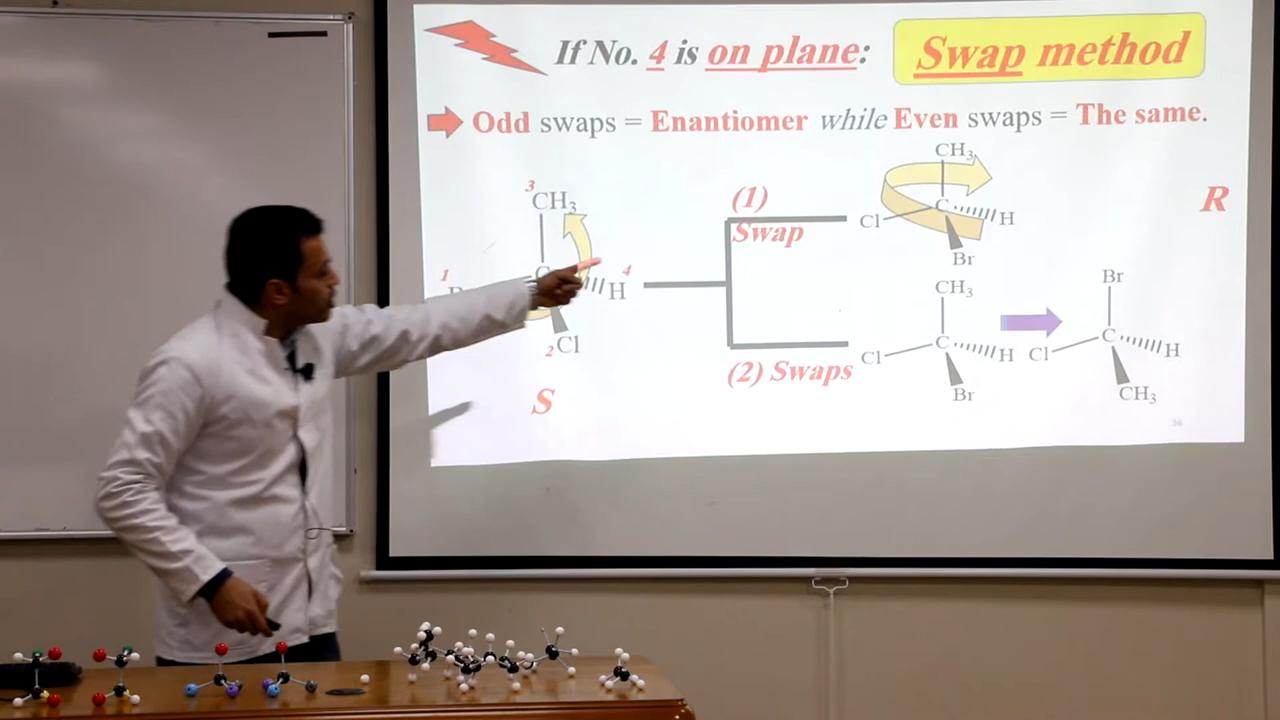 If No. 4 is on plane:
Swap method
Odd swaps = Enantiomer while Even swaps = The same.
3
CH3
1
C
4
H
2
Cl
S
(1)
Swap
CH3
Cl
C
H
Br
R
(2) Swaps
CH3
Cl
C
H
Br
Br
Cl
C
H
CH3
36